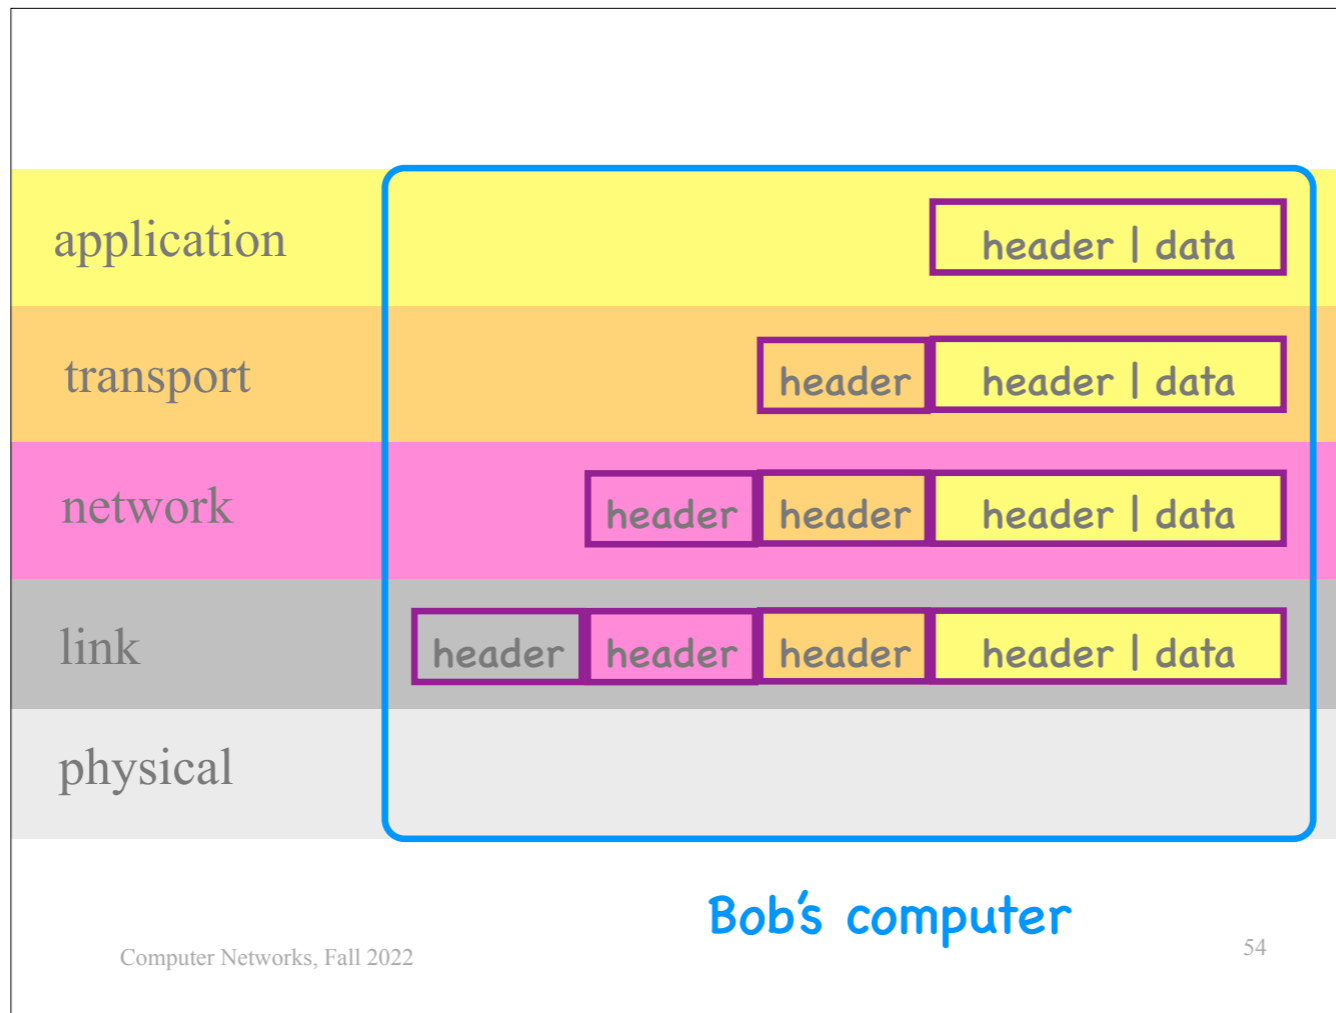 application
header | data
transport
header header | data
network
header header header | data
link
header header header header | data
physical
Bob's computer
Computer Networks, Fall 2022
54